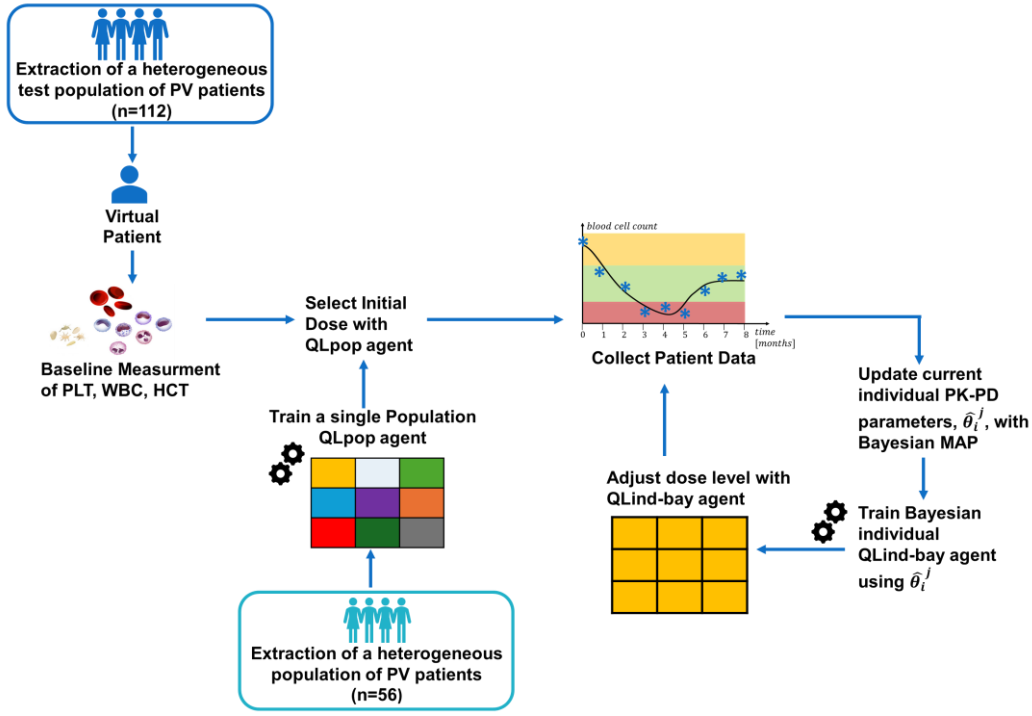 Extraction of a heterogeneous
test population of PV patients
(n=112)
Virtual
Patient
Baseline Measurment
of PLT, WBC, HCT
Select Initial
Dose with
QLpop agent
Train a single Population
QLpop agent
Extraction of a heterogeneous
population of PV patients
(n=56)
blood cell count
0 1 2 3 4 5 6 7 8
time
[months]
Collect Patient Data
Update current
individual PK-PD
parameters, θ̂ᵢʲ, with
Bayesian MAP
Train Bayesian
individual
QLind-bay agent
using θ̂ᵢʲ
Adjust dose level with
QLind-bay agent